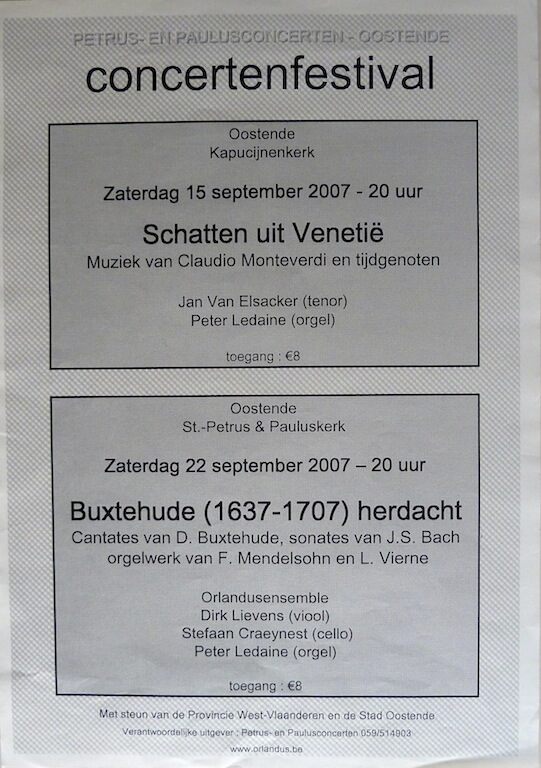 PETRUS- EN PAULUSCONCERTEN - OOSTENDE
concertenfestival
Oostende
Kapucijnenkerk
Zaterdag 15 september 2007 - 20 uur
Schatten uit Venetië
Muziek van Claudio Monteverdi en tijdgenoten
Jan Van Elsacker (tenor)
Peter Ledaine (orgel)
toegang : €8
Oostende
St.-Petrus & Pauluskerk
Zaterdag 22 september 2007 – 20 uur
Buxtehude (1637-1707) herdacht
Cantates van D. Buxtehude, sonates van J.S. Bach
orgelwerk van F. Mendelsohn en L. Vierne
Orlandusensemble
Dirk Lievens (viool)
Stefaan Craeynest (cello)
Peter Ledaine (orgel)
toegang : €8
Met steun van de Provincie West-Vlaanderen en de Stad Oostende
Verantwoordelijke uitgever : Petrus- en Paulusconcerten 059/514903
www.orlandus.be